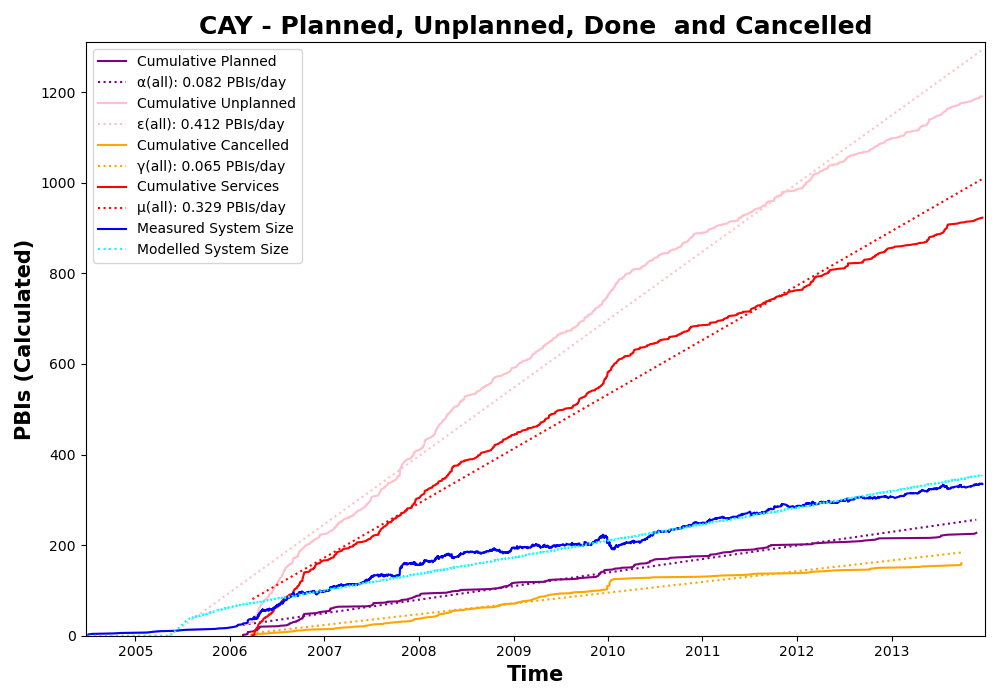 CAY - Planned, Unplanned, Done  and Cancelled
Cumulative Planned
α(all): 0.082 PBIs/day
Cumulative Unplanned
ε(all): 0.412 PBIs/day
Cumulative Cancelled
γ(all): 0.065 PBIs/day
Cumulative Services
μ(all): 0.329 PBIs/day
Measured System Size
Modelled System Size
PBIs (Calculated)
1200
1000
800
600
400
200
0
2005 2006 2007 2008 2009 2010 2011 2012 2013
Time